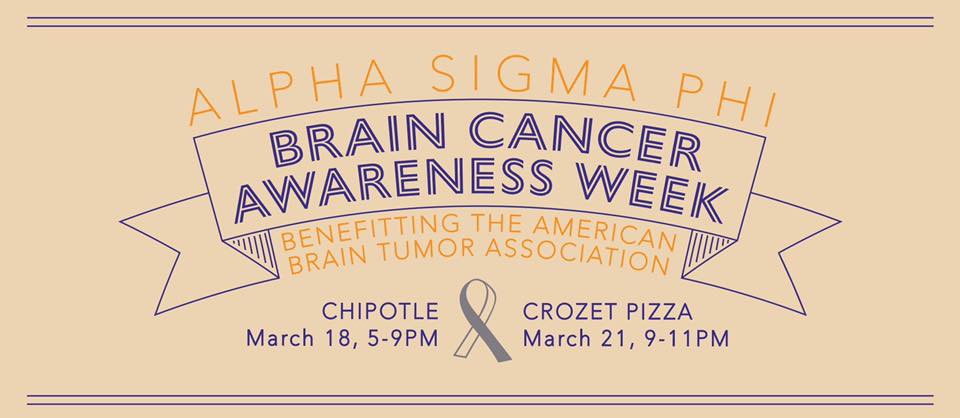 ALPHA SIGMA PHI
BRAIN CANCER
AWARENESS WEEK
BENEFITTING THE AMERICAN
BRAIN TUMOR ASSOCIATION
CHIPOTLE
March 18, 5-9PM
CROZET PIZZA
March 21, 9-11PM